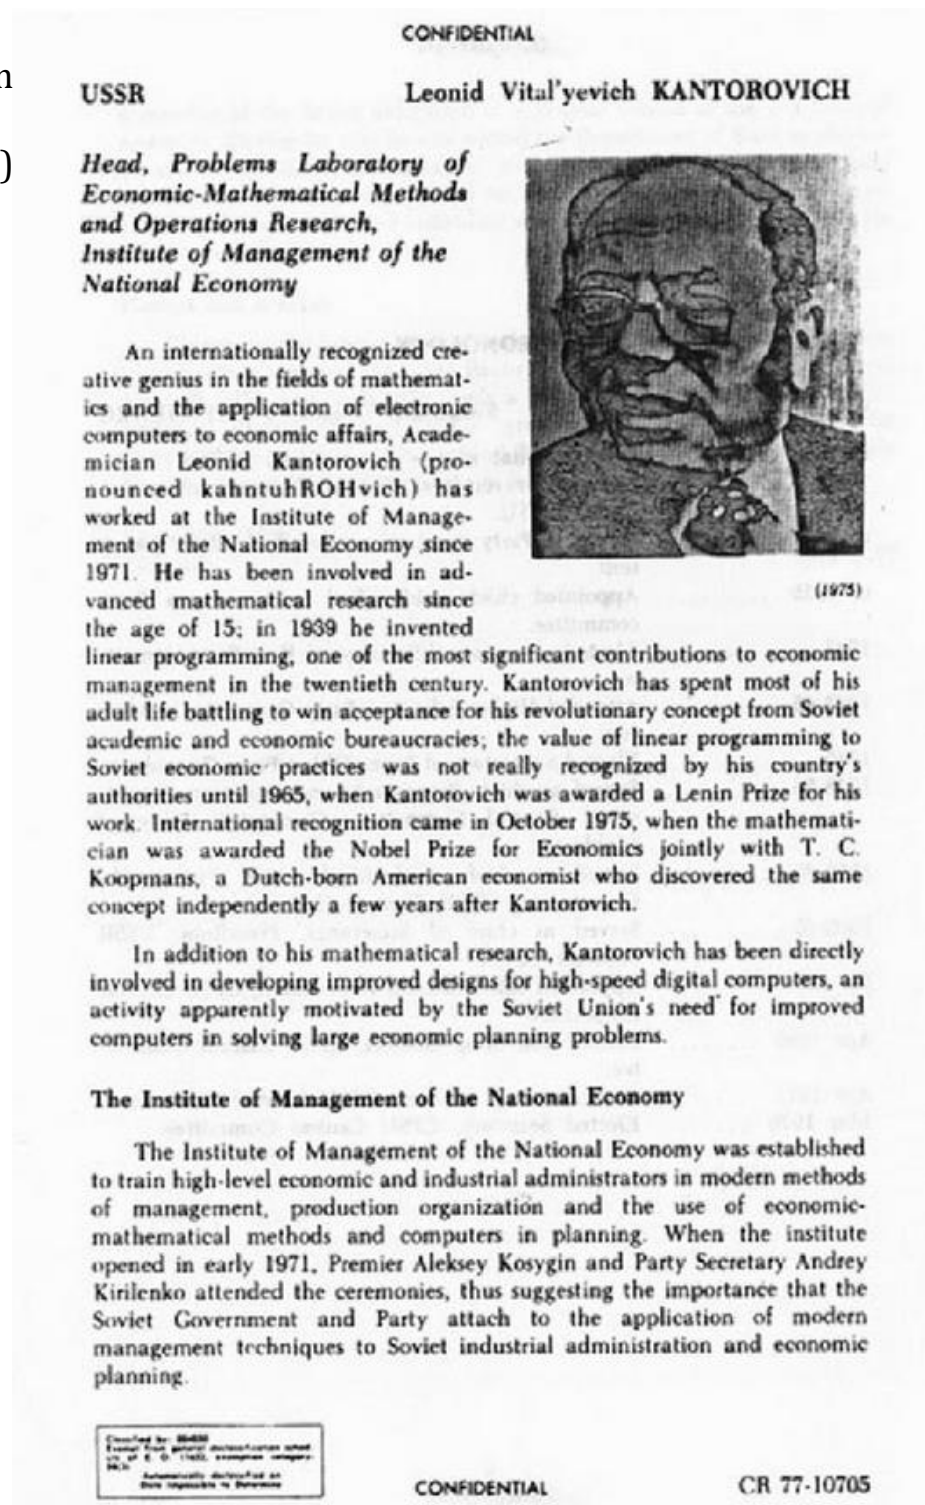 CONFIDENTIAL
USSR Leonid Vital'yevich KANTOROVICH
Head, Problems Laboratory of
Economic-Mathematical Methods
and Operations Research,
Institute of Management of the
National Economy
An internationally recognized cre-
ative genius in the fields of mathemat-
ics and the application of electronic
computers to economic affairs, Acade-
mician Leonid Kantorovich (pro-
nounced kahntuhROHvich) has
worked at the Institute of Manage-
ment of the National Economy since
1971. He has been involved in ad-
vanced mathematical research since
the age of 15; in 1939 he invented
(1975)
linear programming, one of the most significant contributions to economic
management in the twentieth century. Kantorovich has spent most of his
adult life battling to win acceptance for his revolutionary concept from Soviet
academic and economic bureaucracies; the value of linear programming to
Soviet economic practices was not really recognized by his country's
authorities until 1965, when Kantorovich was awarded a Lenin Prize for his
work. International recognition came in October 1975, when the mathemati-
cian was awarded the Nobel Prize for Economics jointly with T. C.
Koopmans, a Dutch-born American economist who discovered the same
concept independently a few years after Kantorovich.
In addition to his mathematical research, Kantorovich has been directly
involved in developing improved designs for high-speed digital computers, an
activity apparently motivated by the Soviet Union's need for improved
computers in solving large economic planning problems.
The Institute of Management of the National Economy
The Institute of Management of the National Economy was established
to train high-level economic and industrial administrators in modern methods
of management, production organization and the use of economic-
mathematical methods and computers in planning. When the institute
opened in early 1971, Premier Aleksey Kosygin and Party Secretary Andrey
Kirilenko attended the ceremonies, thus suggesting the importance that the
Soviet Government and Party attach to the application of modern
management techniques to Soviet industrial administration and economic
planning.
Classified by
Exempt from general declassification
of E. O. exemption category
Automatically declassified on
Date Impossible to Determine
CONFIDENTIAL CR 77-10705